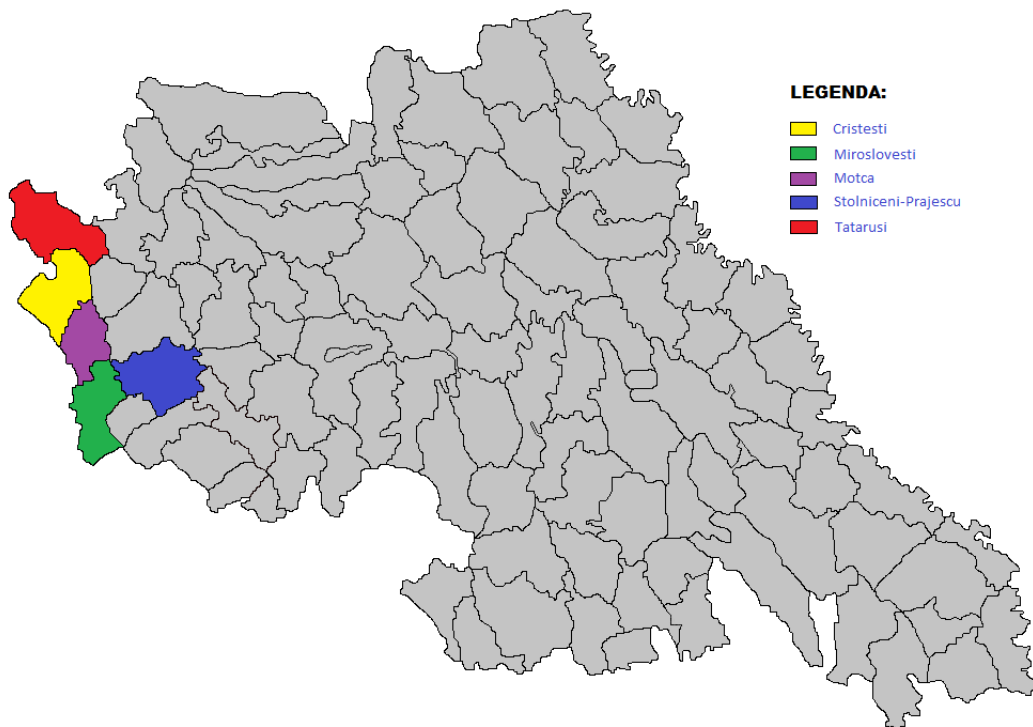 LEGENDA:
Cristesti
Miroslovesti
Motca
Stolniceni-Prajescu
Tatarusi